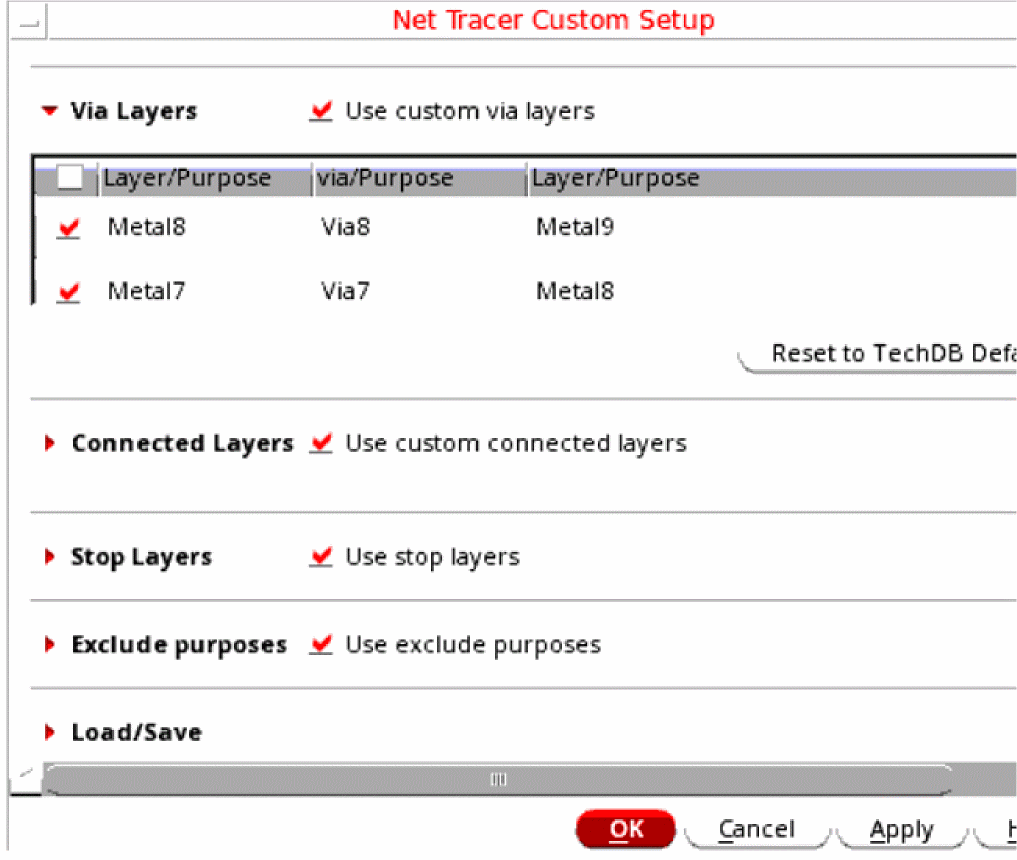 Net Tracer Custom Setup
Via Layers Use custom via layers
Layer/Purpose via/Purpose Layer/Purpose
Metal8 Via8 Metal9
Metal7 Via7 Metal8
Reset to TechDB
Connected Layers Use custom connected layers
Stop Layers Use stop layers
Exclude purposes Use exclude purposes
Load/Save
OK Cancel Apply